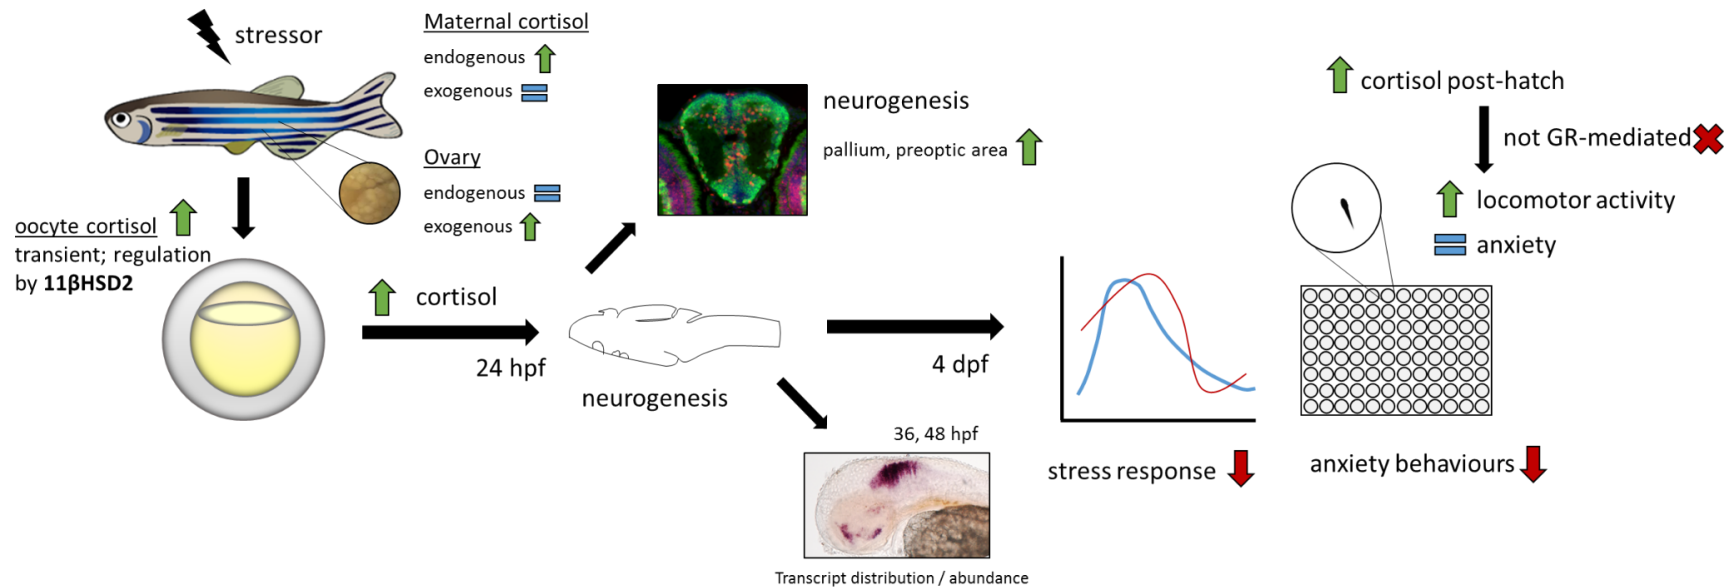 stressor
Maternal cortisol
endogenous
exogenous
Ovary
endogenous
exogenous
oocyte cortisol
transient; regulation
by 11βHSD2
cortisol
24 hpf
neurogenesis
neurogenesis
pallium, preoptic area
36, 48 hpf
Transcript distribution / abundance
4 dpf
stress response
cortisol post-hatch
not GR-mediated
locomotor activity
anxiety
anxiety behaviours